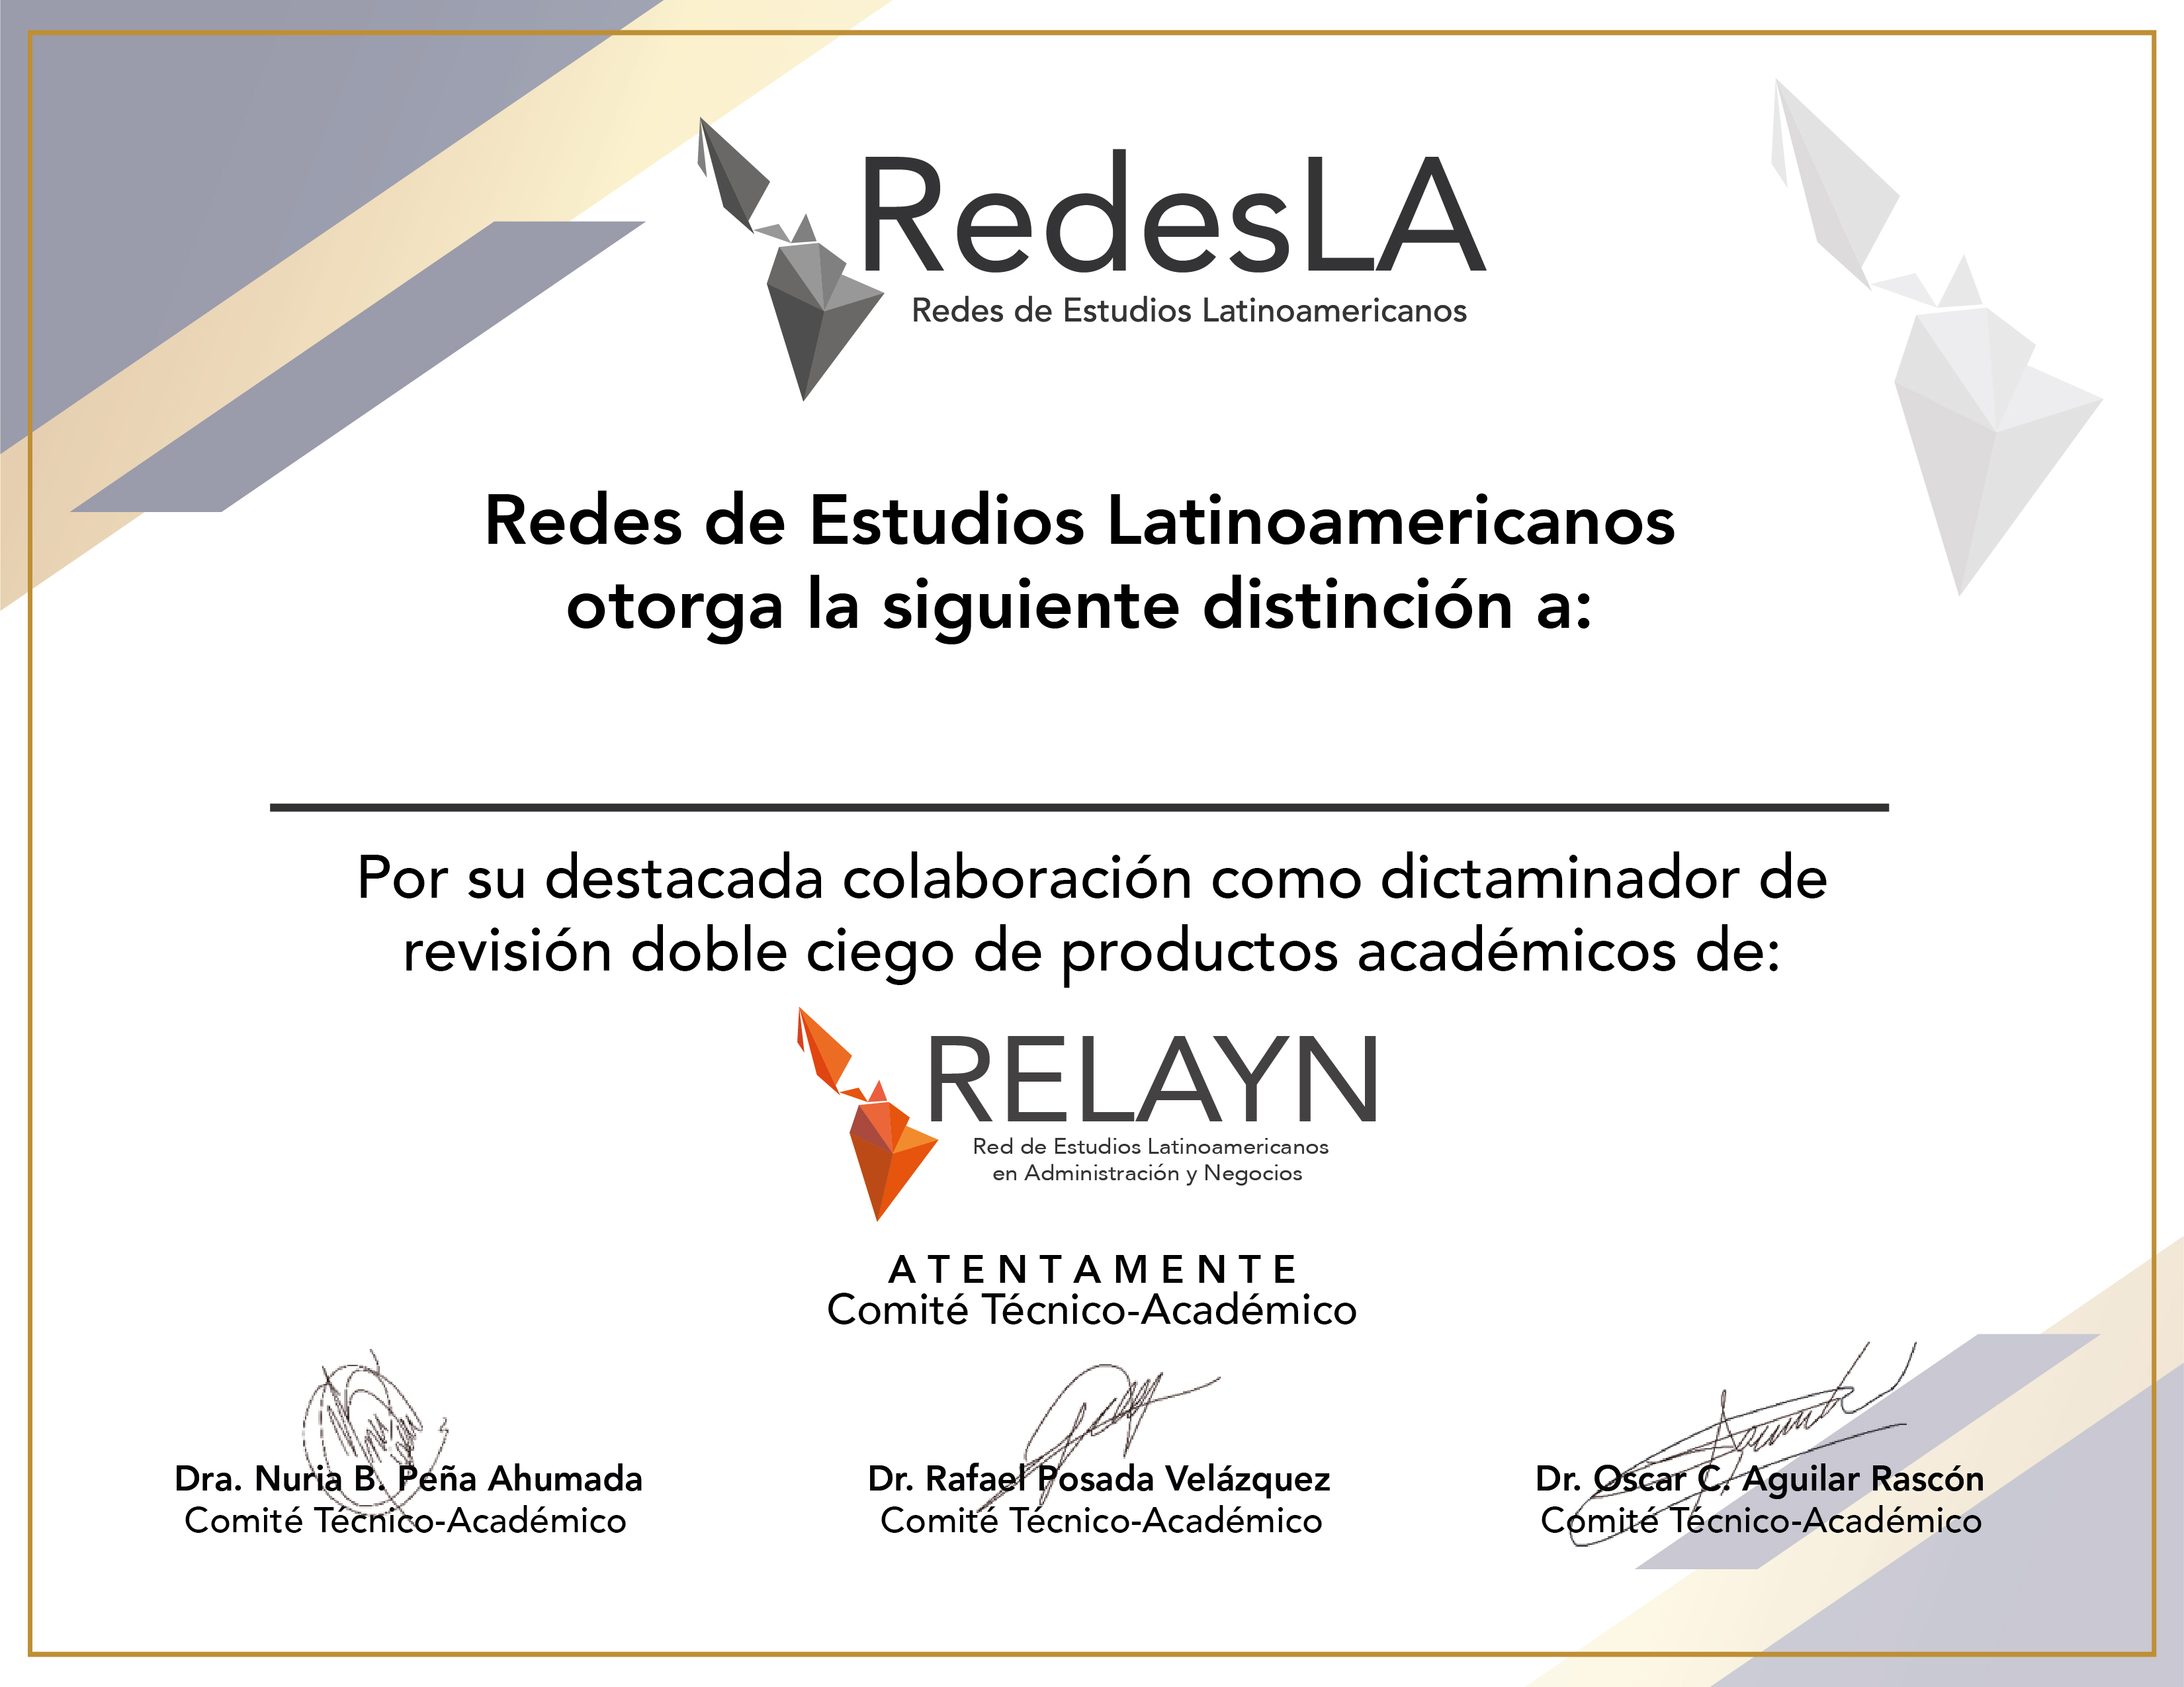 RedesLA
Redes de Estudios Latinoamericanos
Redes de Estudios Latinoamericanos
otorga la siguiente distinción a:
Por su destacada colaboración como dictaminador de
revisión doble ciego de productos académicos de:
RELAYN
Red de Estudios Latinoamericanos
en Administración y Negocios
ATENTAMENTE
Comité Técnico-Académico
Dra. Nuria B. Peña Ahumada
Comité Técnico-Académico
Dr. Rafael Posada Velázquez
Comité Técnico-Académico
Dr. Oscar C. Aguilar Rascón
Comité Técnico-Académico